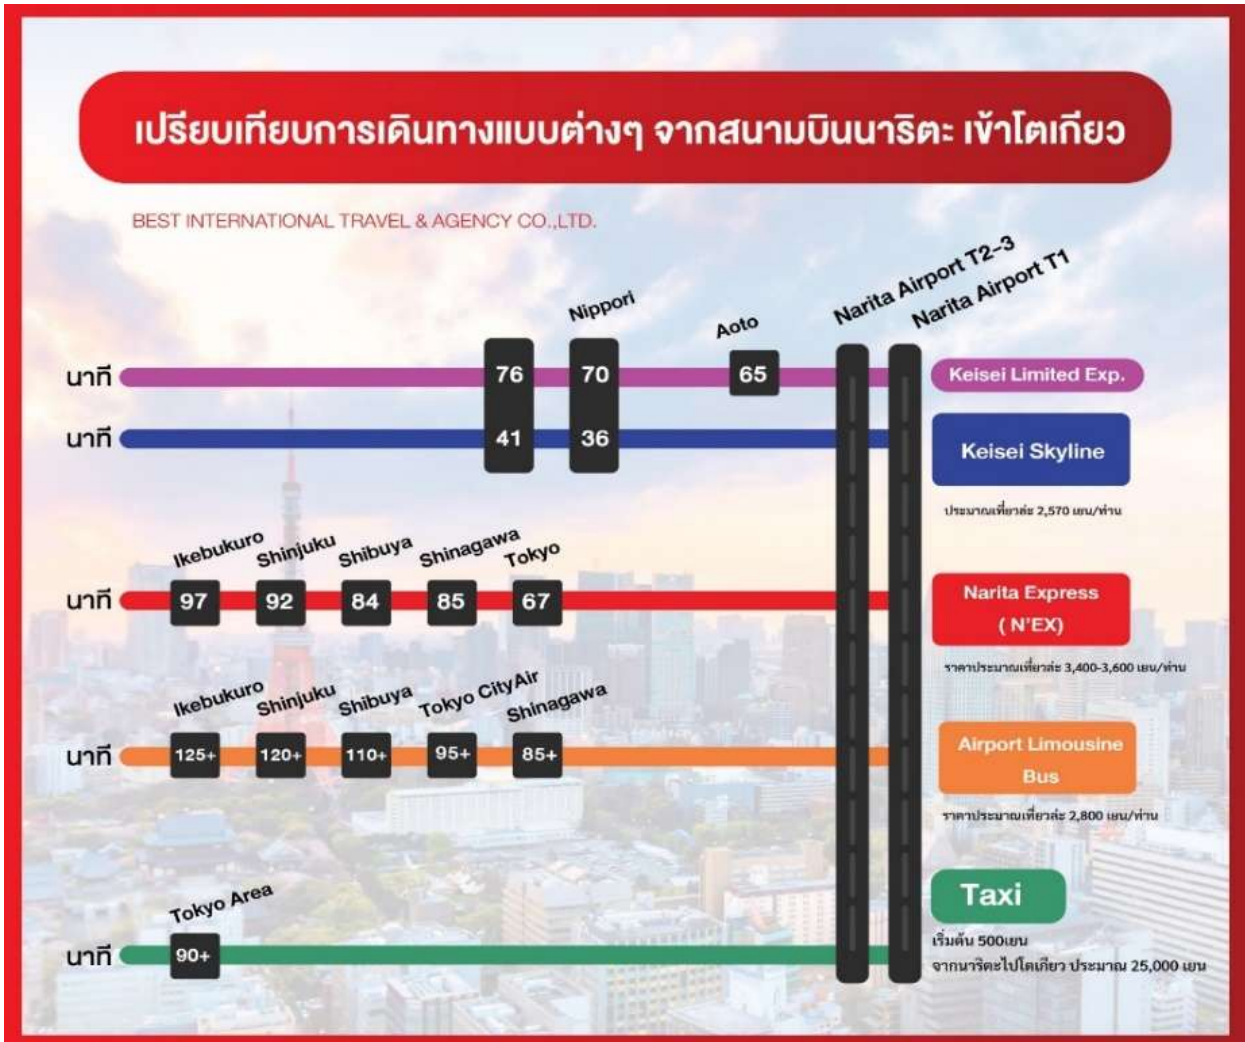 เปรียบเทียบการเดินทางแบบต่างๆ จากสนามบินนาริตะ เข้าโตเกียว
BEST INTERNATIONAL TRAVEL & AGENCY CO.,LTD.
Nippori
Aoto
Narita Airport T2-3
Narita Airport T1
นาที
76
70
65
Keisei Limited Exp.
นาที
41
36
Keisei Skyline
ประมาณเที่ยวล่ะ 2,570 เยน/ท่าน
Ikebukuro
Shinjuku
Shibuya
Shinagawa
Tokyo
นาที
97
92
84
85
67
Narita Express
( N'EX)
ราคาประมาณเที่ยวล่ะ 3,400-3,600 เยน/ท่าน
Ikebukuro
Shinjuku
Shibuya
Tokyo CityAir
Shinagawa
นาที
125+
120+
110+
95+
85+
Airport Limousine
Bus
ราคาประมาณเที่ยวล่ะ 2,800 เยน/ท่าน
Tokyo Area
นาที
90+
Taxi
เริ่มต้น 500เยน
จากนาริตะไปโตเกียว ประมาณ 25,000 เยน